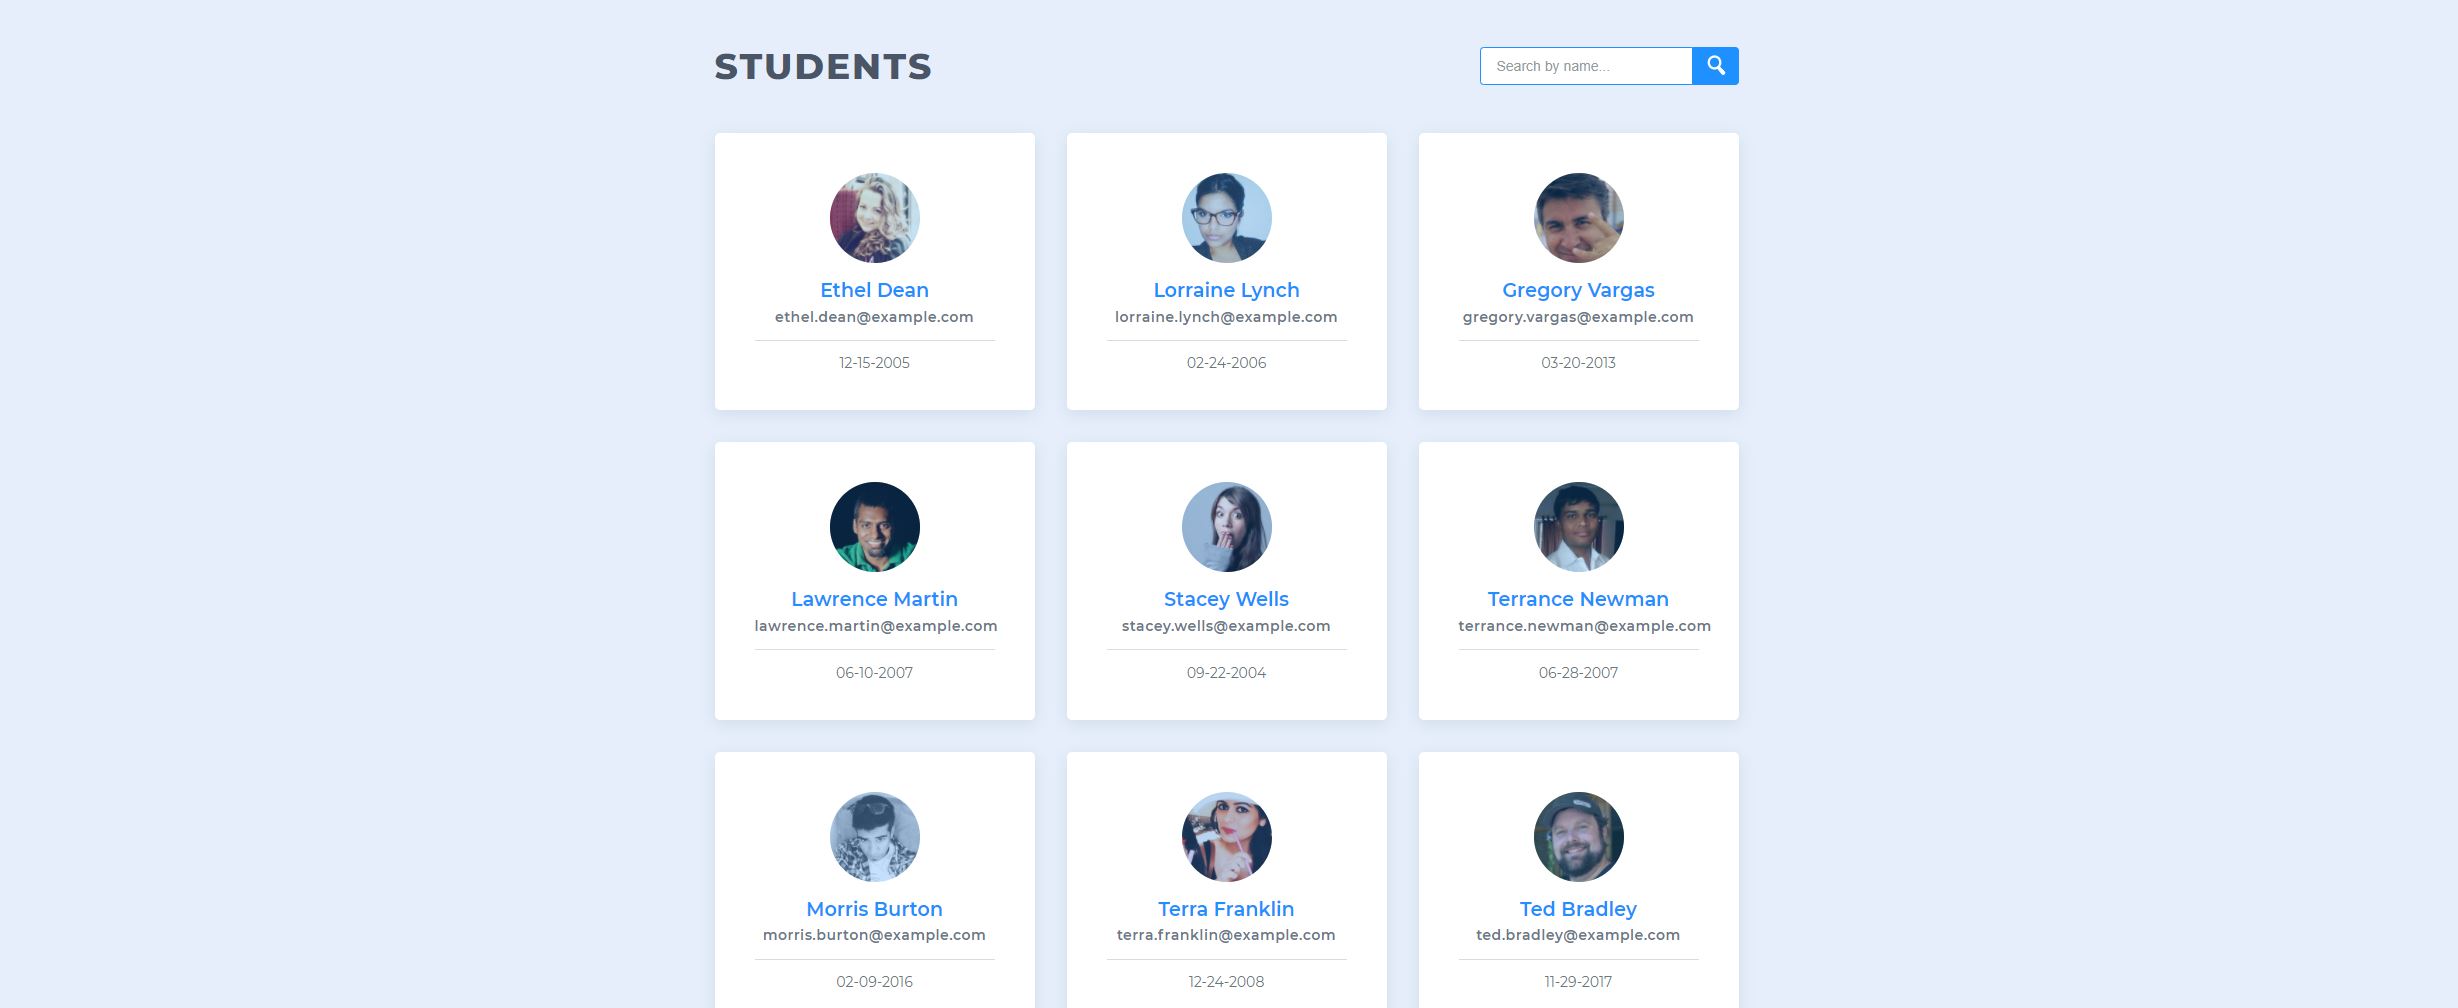 STUDENTS
Search by name...
Ethel Dean
ethel.dean@example.com
12-15-2005
Lorraine Lynch
lorraine.lynch@example.com
02-24-2006
Gregory Vargas
gregory.vargas@example.com
03-20-2013
Lawrence Martin
lawrence.martin@example.com
06-10-2007
Stacey Wells
stacey.wells@example.com
09-22-2004
Terrance Newman
terrance.newman@example.com
06-28-2007
Morris Burton
morris.burton@example.com
02-09-2016
Terra Franklin
terra.franklin@example.com
12-24-2008
Ted Bradley
ted.bradley@example.com
11-29-2017